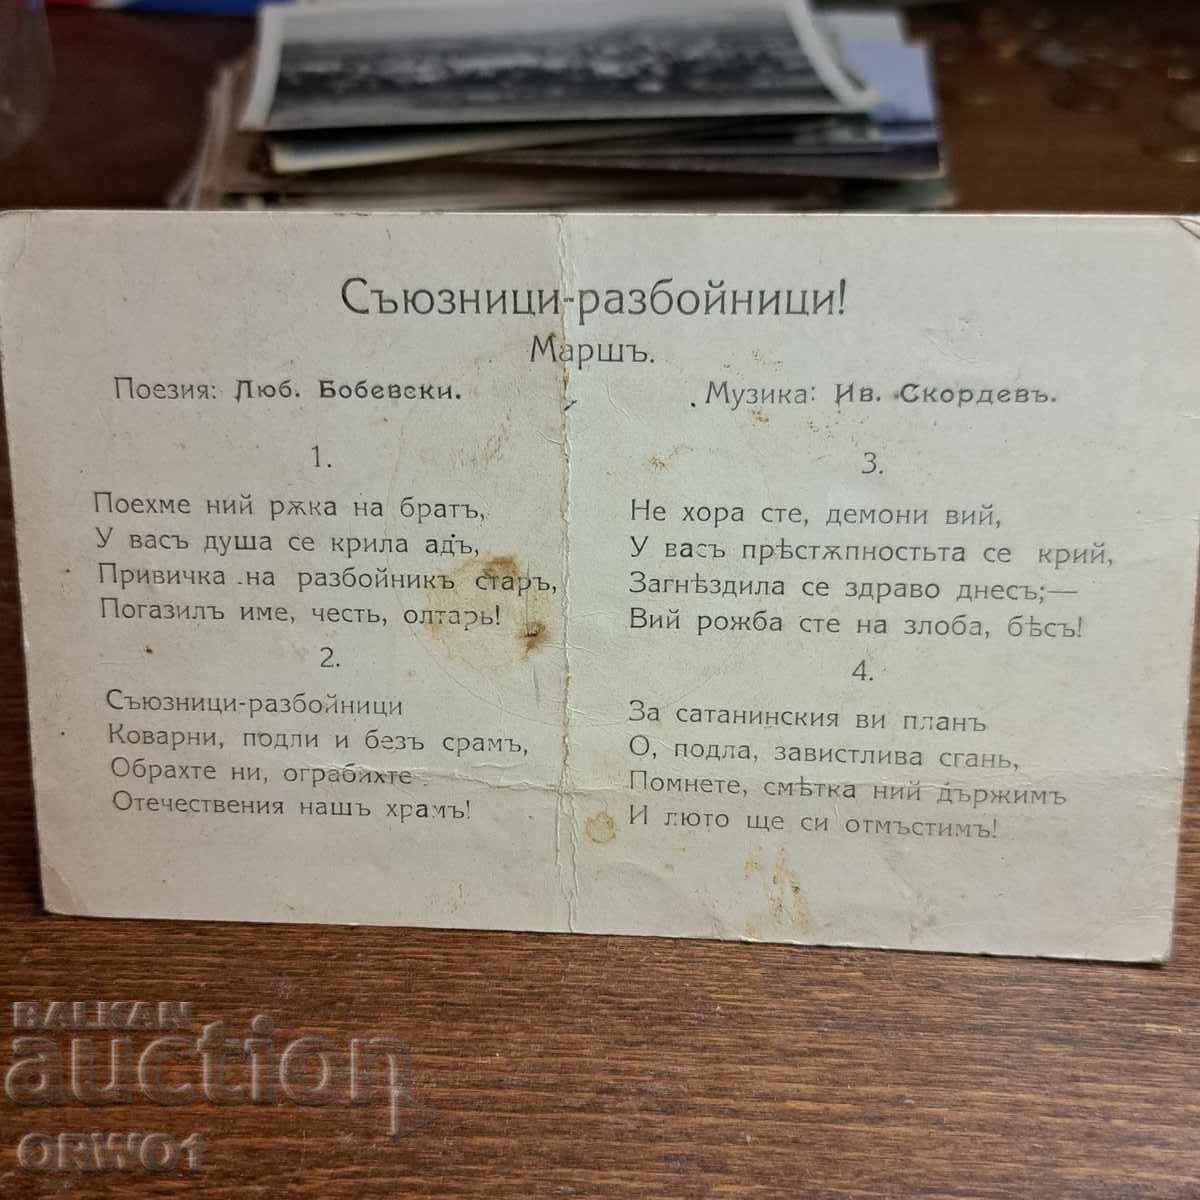 Съюзници-разбойници!
Маршъ.
Поезия: Люб. Бобевски.
Музика: Ив. Скордевъ.
1.
Поехме ний рѫка на братъ,
У васъ душа се крила адъ,
Привичка на разбойникъ старъ,
Погазилъ име, честь, олтарь!
2.
Съюзници-разбойници
Коварни, подли и безъ срамъ,
Обрахте ни, ограбихте
Отечествения нашъ храмъ!
3.
Не хора сте, демони вий,
У васъ прѣстѫпностьта се крий,
Загнѣздила се здраво днесъ;—
Вий рожба сте на злоба, бѣсъ!
4.
За сатанинския ви планъ
О, подла, завистлива сгань,
Помнете, смѣтка ний държимъ
И люто ще си отмъстимъ!
BALKAN
auction
ORWO1